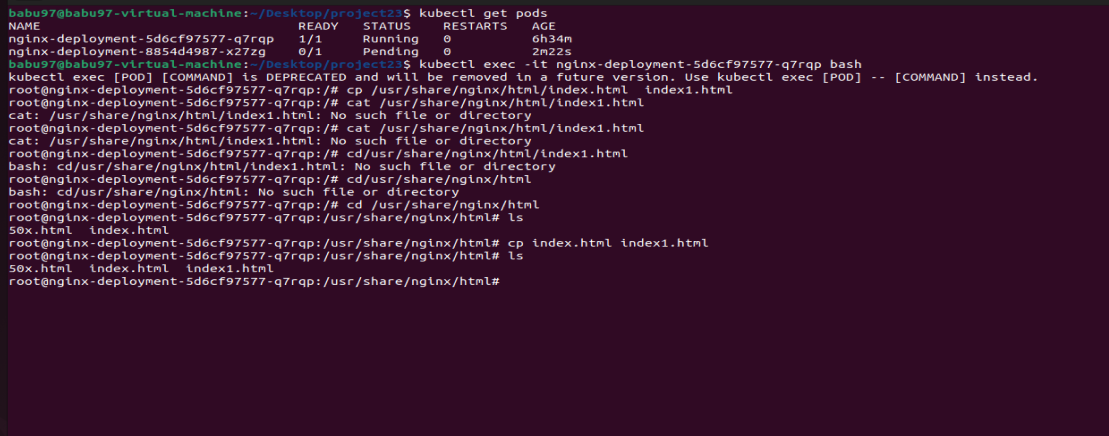 babu97@babu97-virtual-machine:~/Desktop/project23$ kubectl get pods
NAME                                READY   STATUS    RESTARTS   AGE
nginx-deployment-5d6cf97577-q7rqp   1/1     Running   0          6h34m
nginx-deployment-8854d4987-x27zg    0/1     Pending   0          2m22s
babu97@babu97-virtual-machine:~/Desktop/project23$ kubectl exec -it nginx-deployment-5d6cf97577-q7rqp bash
kubectl exec [POD] [COMMAND] is DEPRECATED and will be removed in a future version. Use kubectl exec [POD] -- [COMMAND] instead.
root@nginx-deployment-5d6cf97577-q7rqp:/# cp /usr/share/nginx/html/index.html  index1.html
root@nginx-deployment-5d6cf97577-q7rqp:/# cat /usr/share/nginx/html/index1.html
cat: /usr/share/nginx/html/index1.html: No such file or directory
root@nginx-deployment-5d6cf97577-q7rqp:/# cat /usr/share/nginx/html/index1.html
cat: /usr/share/nginx/html/index1.html: No such file or directory
root@nginx-deployment-5d6cf97577-q7rqp:/# cd/usr/share/nginx/html/index1.html
bash: cd/usr/share/nginx/html/index1.html: No such file or directory
root@nginx-deployment-5d6cf97577-q7rqp:/# cd/usr/share/nginx/html
bash: cd/usr/share/nginx/html: No such file or directory
root@nginx-deployment-5d6cf97577-q7rqp:/# cd /usr/share/nginx/html
root@nginx-deployment-5d6cf97577-q7rqp:/usr/share/nginx/html# ls
50x.html  index.html
root@nginx-deployment-5d6cf97577-q7rqp:/usr/share/nginx/html# cp index.html index1.html
root@nginx-deployment-5d6cf97577-q7rqp:/usr/share/nginx/html# ls
50x.html  index.html  index1.html
root@nginx-deployment-5d6cf97577-q7rqp:/usr/share/nginx/html#